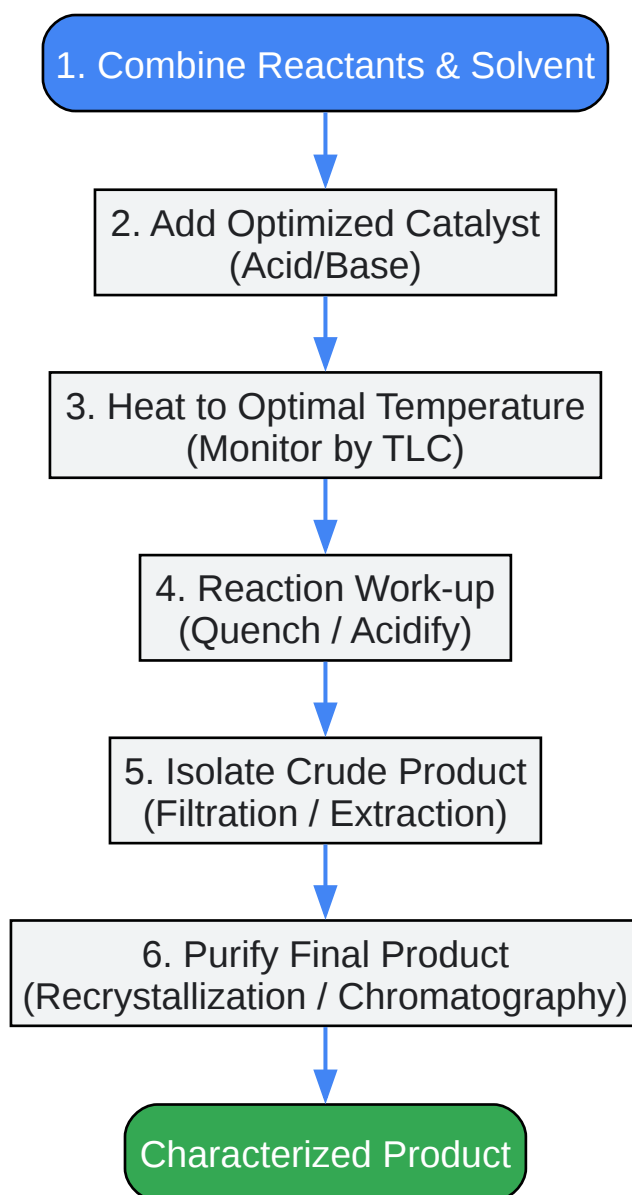 1. Combine Reactants & Solvent
2. Add Optimized Catalyst
(Acid/Base)
3. Heat to Optimal Temperature
(Monitor by TLC)
4. Reaction Work-up
(Quench / Acidify)
5. Isolate Crude Product
(Filtration / Extraction)
6. Purify Final Product
(Recrystallization / Chromatography)
Characterized Product